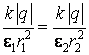 k|q| / ε₁r₁² = k|q| / ε₂r₂²